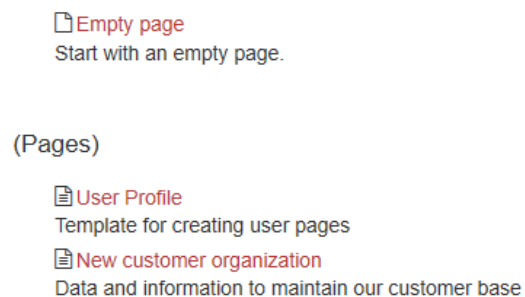 Empty page
Start with an empty page.
(Pages)
User Profile
Template for creating user pages
New customer organization
Data and information to maintain our customer base